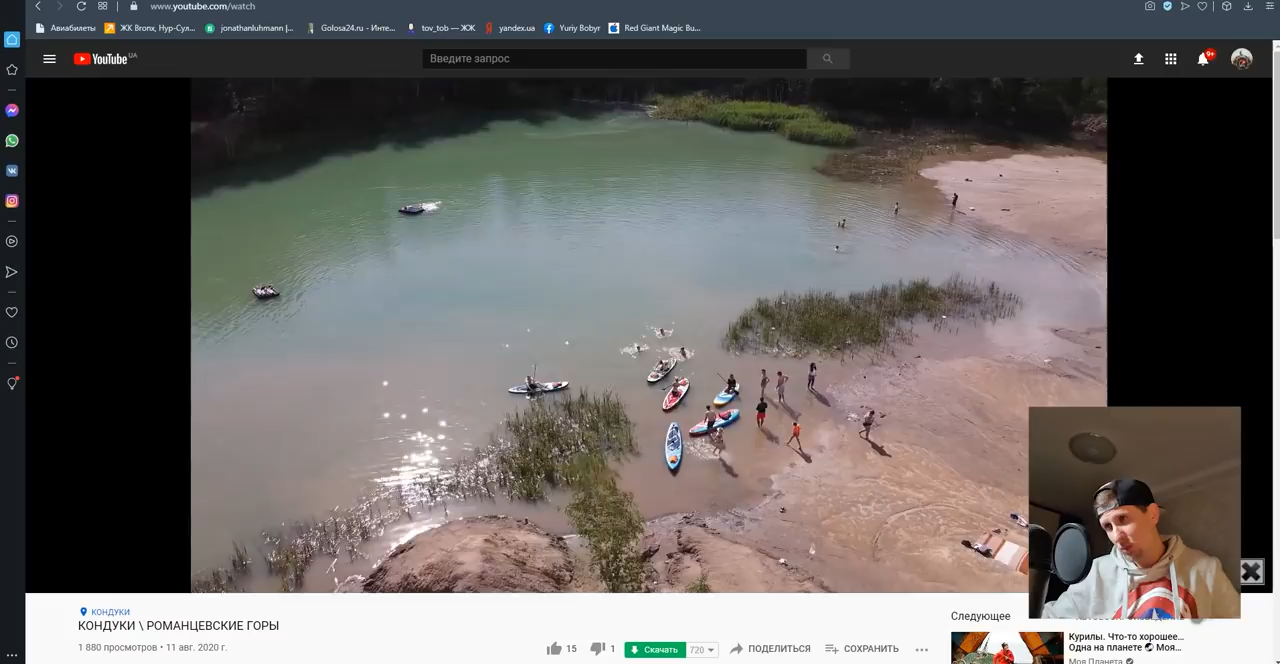 www.youtube.com/watch
Авиабилеты
ЖК Bronx, Нур-Сул...
jonathanluhmann |...
Golosa24.ru - Инте...
tov_tob — ЖЖ
yandex.ua
Yuriy Bobyr
Red Giant Magic Bu...
YouTube UA
Введите запрос
9+
КОНДУКИ
КОНДУКИ \ РОМАНЦЕВСКИЕ ГОРЫ
1 880 просмотров • 11 авг. 2020 г.
15
1
Скачать
720
ПОДЕЛИТЬСЯ
СОХРАНИТЬ
Следующее
Курилы. Что-то хорошее...
Одна на планете
Моя...
Моя Планета